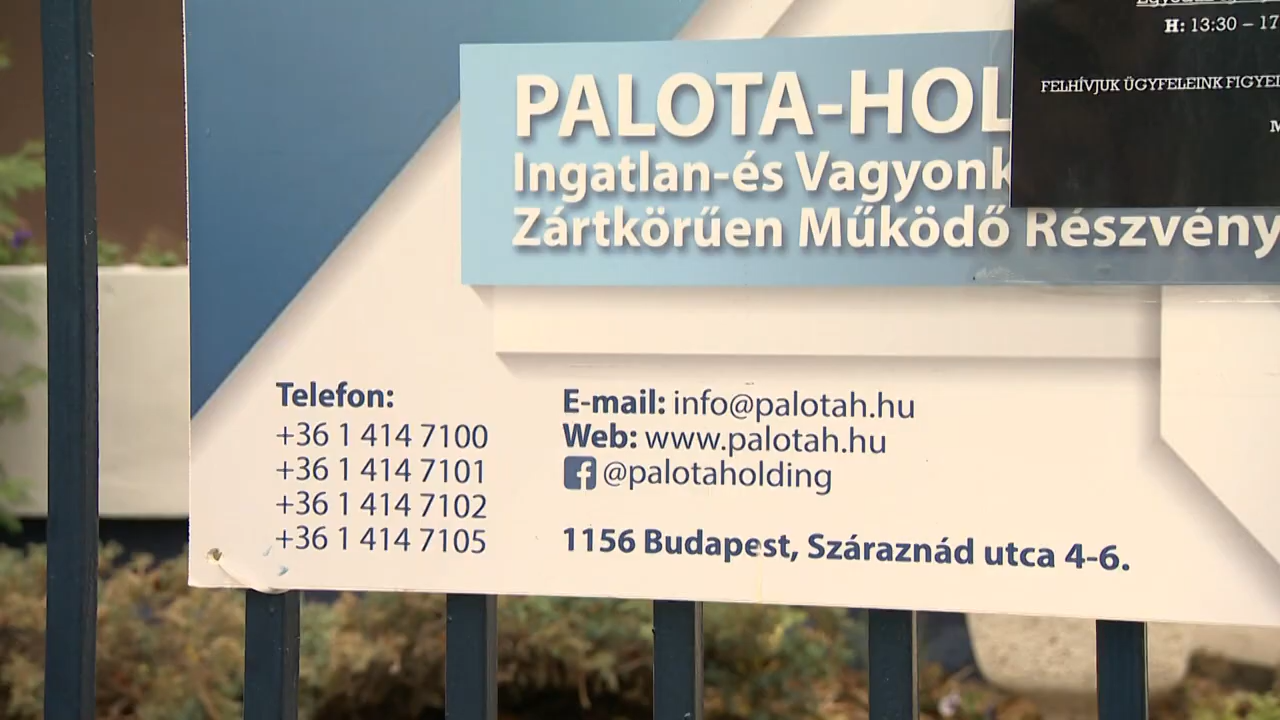 H: 13:30 – 17
FELHÍVJUK ÜGYFELEINK
PALOTA-HOL
Ingatlan-és Vagyonk
Zártkörűen Működő Részvény
Telefon:
+36 1 414 7100
+36 1 414 7101
+36 1 414 7102
+36 1 414 7105
E-mail: info@palotah.hu
Web: www.palotah.hu
@palotaholding
1156 Budapest, Száraznád utca 4-6.